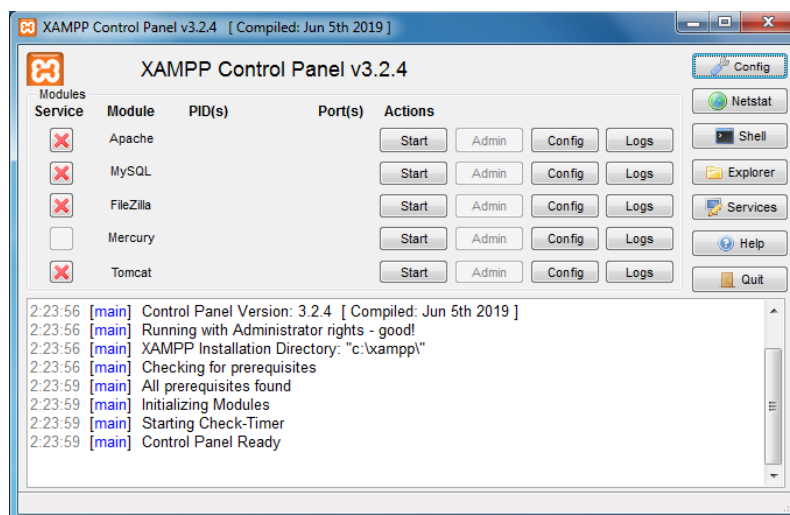 XAMPP Control Panel v3.2.4 [ Compiled: Jun 5th 2019 ]
XAMPP Control Panel v3.2.4
Config
Modules
Service Module PID(s) Port(s) Actions
Netstat
Apache Start Admin Config Logs
Shell
MySQL Start Admin Config Logs
Explorer
FileZilla Start Admin Config Logs
Services
Mercury Start Admin Config Logs
Help
Tomcat Start Admin Config Logs
Quit
2:23:56 [main] Control Panel Version: 3.2.4 [ Compiled: Jun 5th 2019 ]
2:23:56 [main] Running with Administrator rights - good!
2:23:56 [main] XAMPP Installation Directory: "c:\xampp\"
2:23:56 [main] Checking for prerequisites
2:23:59 [main] All prerequisites found
2:23:59 [main] Initializing Modules
2:23:59 [main] Starting Check-Timer
2:23:59 [main] Control Panel Ready